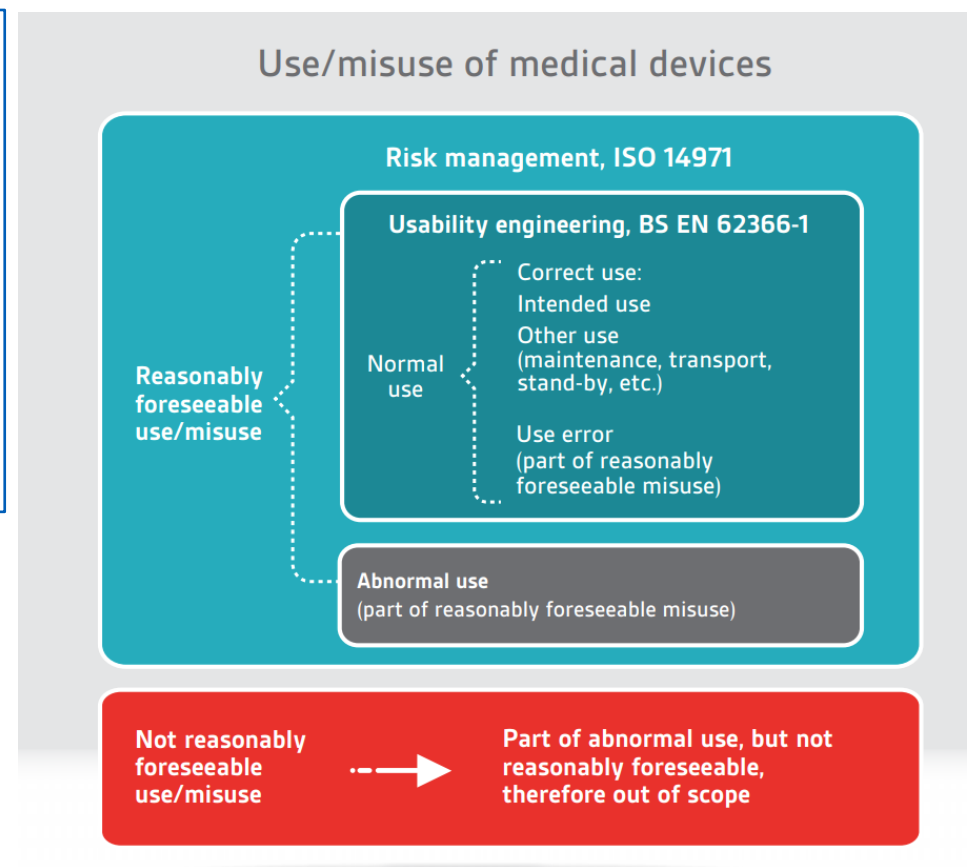 Use/misuse of medical devices
Risk management, ISO 14971
Usability engineering, BS EN 62366-1
Reasonably
foreseeable
use/misuse
Normal
use
Correct use:
Intended use
Other use
(maintenance, transport,
stand-by, etc.)
Use error
(part of reasonably
foreseeable misuse)
Abnormal use
(part of reasonably foreseeable misuse)
Not reasonably
foreseeable
use/misuse
Part of abnormal use, but not
reasonably foreseeable,
therefore out of scope